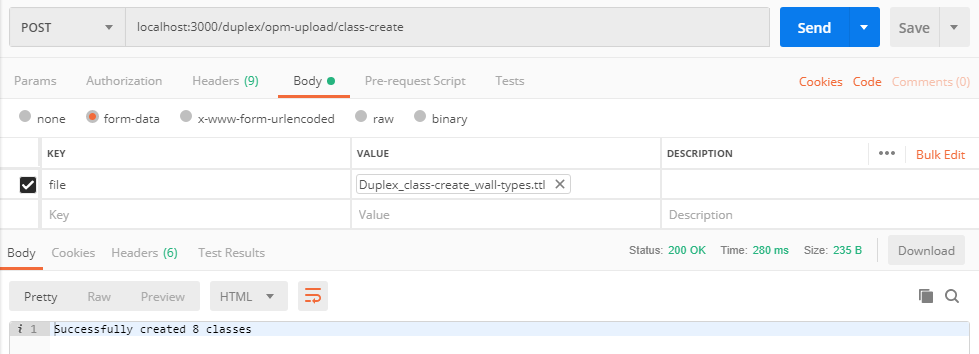 POST localhost:3000/duplex/opm-upload/class-create Send Save
Params Authorization Headers (9) Body Pre-request Script Tests Cookies Code Comments (0)
none form-data x-www-form-urlencoded raw binary
KEY VALUE DESCRIPTION ••• Bulk Edit
file Duplex_class-create_wall-types.ttl
Key Value Description
Body Cookies Headers (6) Test Results Status: 200 OK Time: 280 ms Size: 235 B Download
Pretty Raw Preview HTML
i 1 Successfully created 8 classes